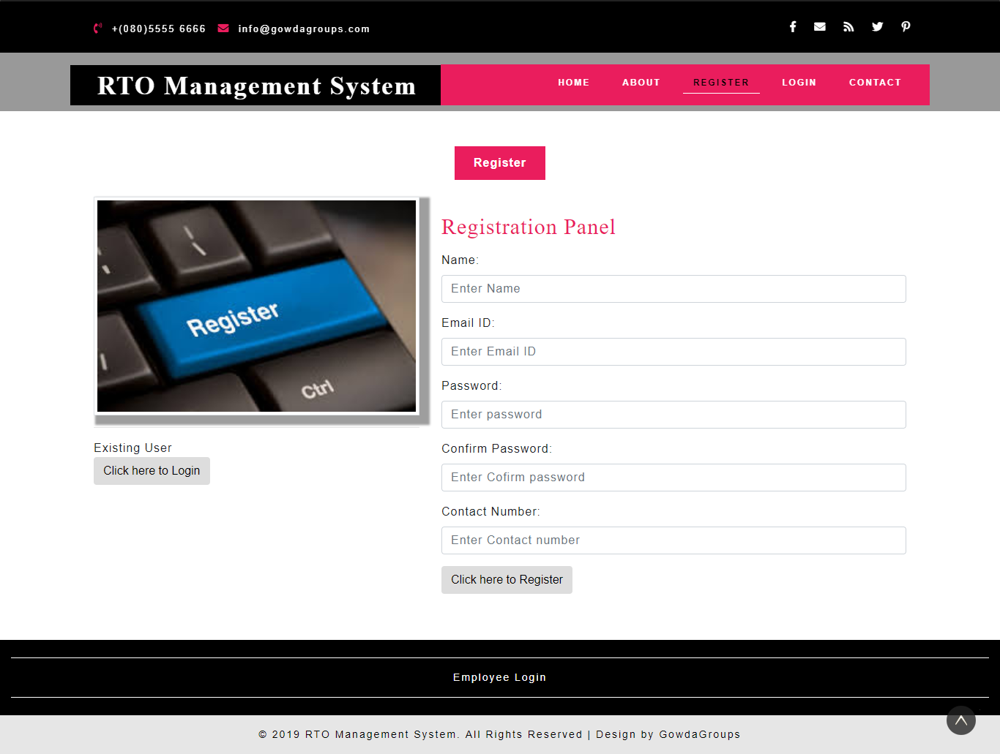 +(080)5555 6666 info@gowdagroups.com
RTO Management System
HOME ABOUT REGISTER LOGIN CONTACT
Register
Register
Ctrl
Existing User
Click here to Login
Registration Panel
Name:
Enter Name
Email ID:
Enter Email ID
Password:
Enter password
Confirm Password:
Enter Cofirm password
Contact Number:
Enter Contact number
Click here to Register
Employee Login
© 2019 RTO Management System. All Rights Reserved | Design by GowdaGroups